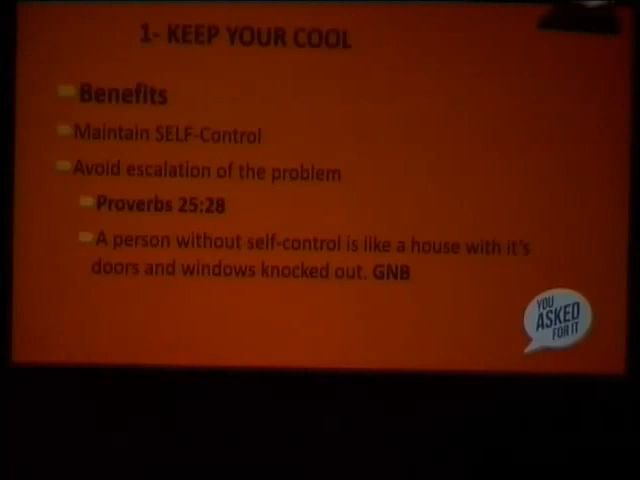 1- KEEP YOUR COOL
Benefits
Maintain SELF-Control
Avoid escalation of the problem
Proverbs 25:28
A person without self-control is like a house with it's
doors and windows knocked out. GNB
YOU
ASKED
FOR IT